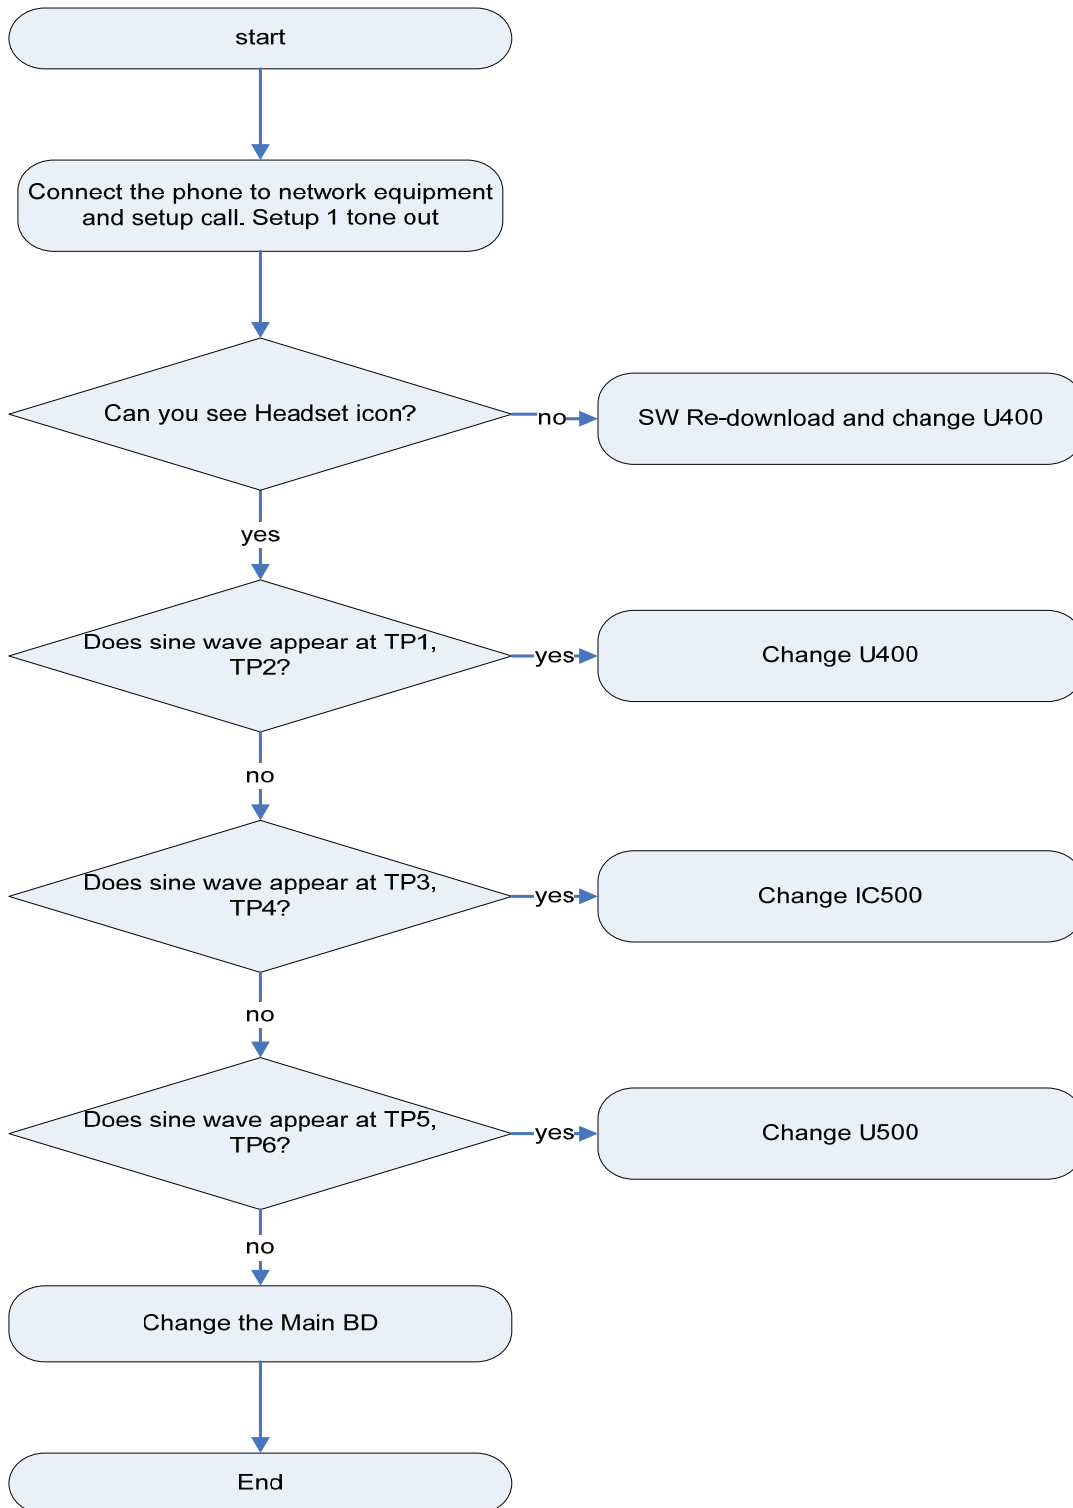 start
Connect the phone to network equipment
and setup call. Setup 1 tone out
Can you see Headset icon?
no
SW Re-download and change U400
yes
Does sine wave appear at TP1,
TP2?
yes
Change U400
no
Does sine wave appear at TP3,
TP4?
yes
Change IC500
no
Does sine wave appear at TP5,
TP6?
yes
Change U500
no
Change the Main BD
End